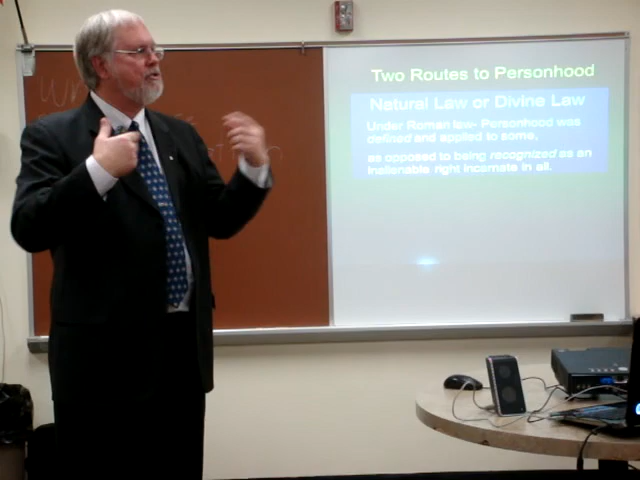 Two Routes to Personhood
Natural Law or Divine Law
Under Roman law- Personhood was
defined and applied to some,
as opposed to being recognized as an
inalienable right incarnate in all.